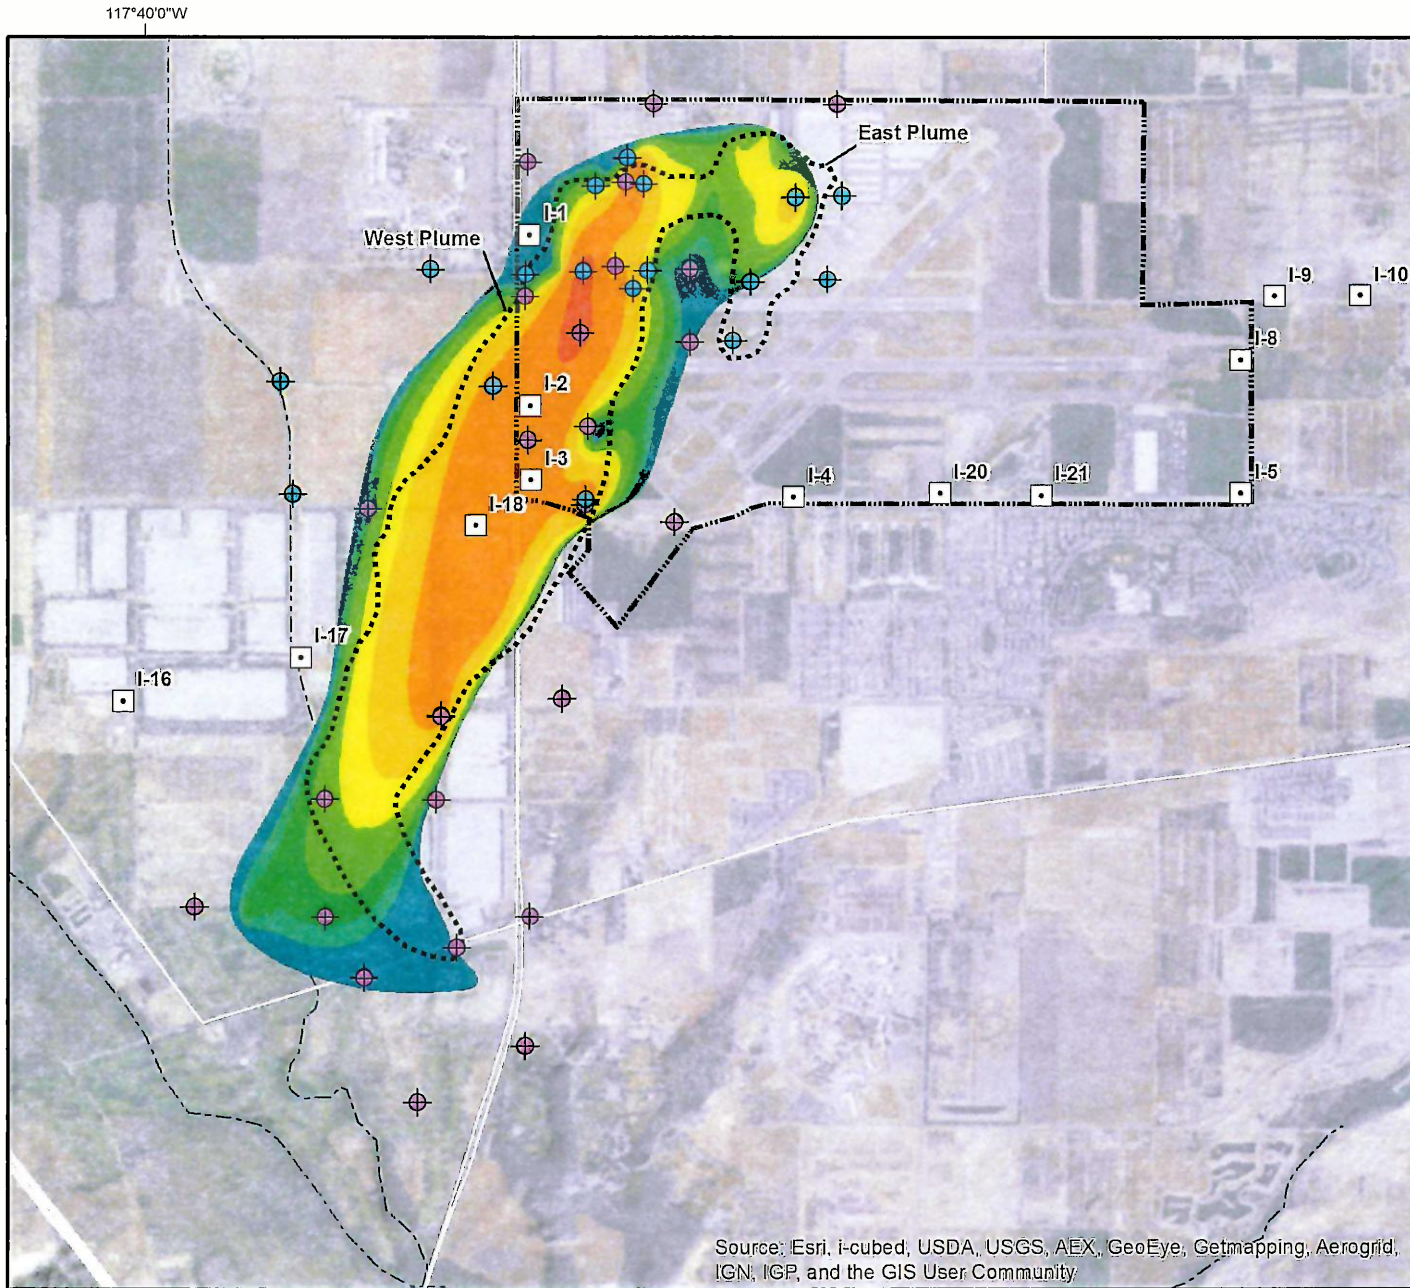 117°40'0"W
East Plume
I-1
West Plume
I-9
I-10
I-8
I-2
I-3
I-4
I-20
I-21
I-5
I-18
I-17
I-16
Source: Esri, i-cubed, USDA, USGS, AEX, GeoEye, Getmapping, Aerogrid,
IGN, IGP, and the GIS User Community